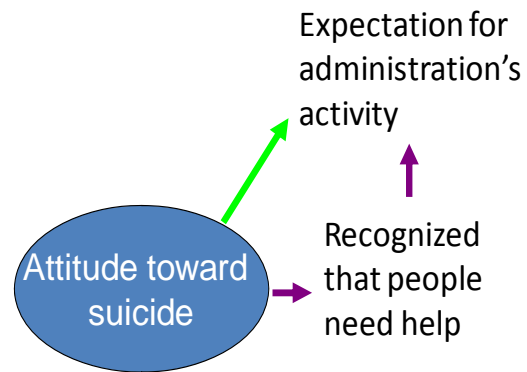 Expectation for
administration's
activity
Attitude toward
suicide
Recognized
that people
need help